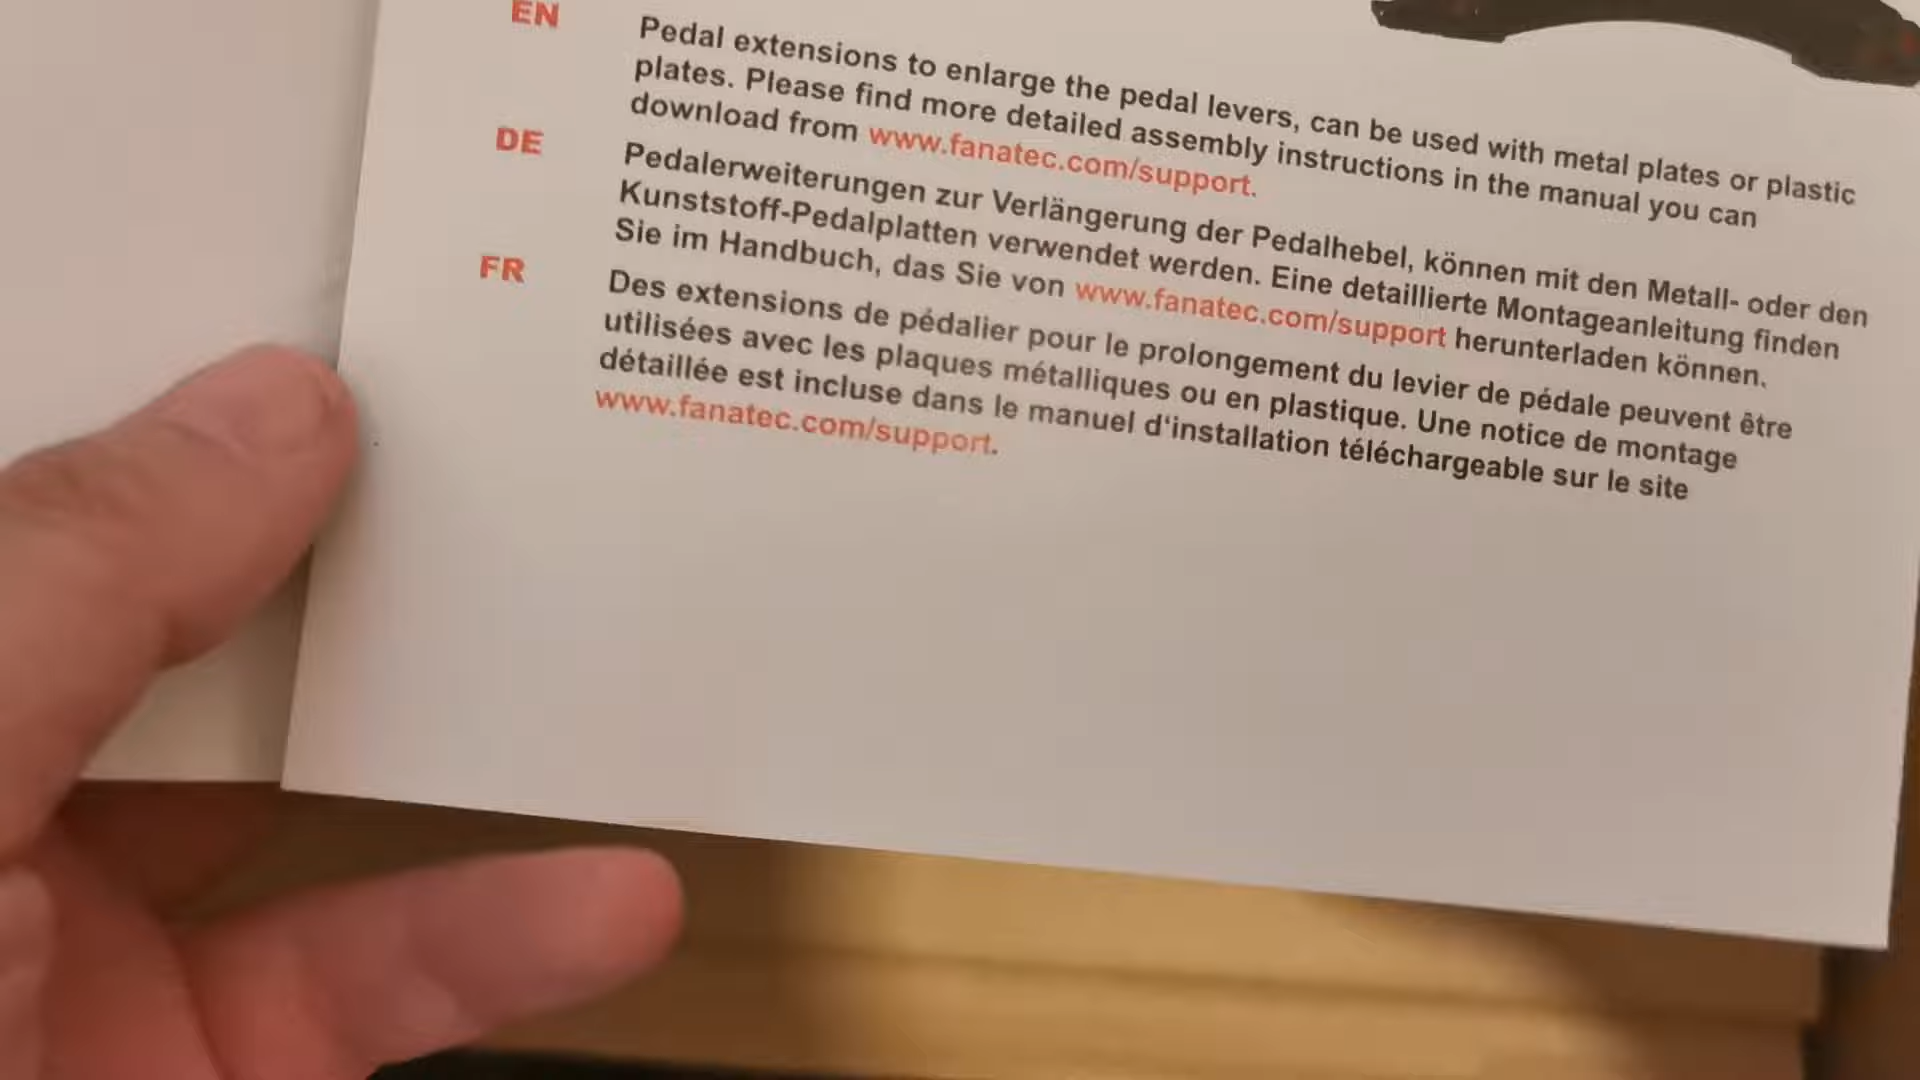 EN
Pedal extensions to enlarge the pedal levers, can be used with metal plates or plastic
plates. Please find more detailed assembly instructions in the manual you can
download from www.fanatec.com/support.
DE
Pedalerweiterungen zur Verlängerung der Pedalhebel, können mit den Metall- oder den
Kunststoff-Pedalplatten verwendet werden. Eine detaillierte Montageanleitung finden
Sie im Handbuch, das Sie von www.fanatec.com/support herunterladen können.
FR
Des extensions de pédalier pour le prolongement du levier de pédale peuvent être
utilisées avec les plaques métalliques ou en plastique. Une notice de montage
détaillée est incluse dans le manuel d‘installation téléchargeable sur le site
www.fanatec.com/support.